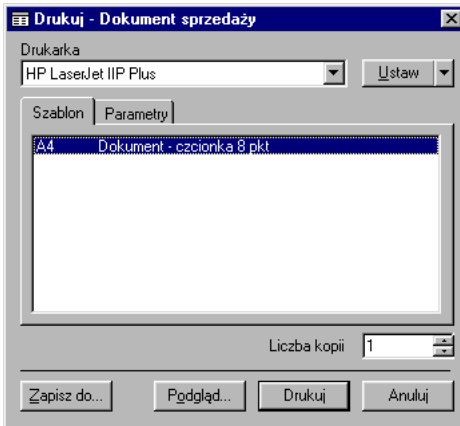 Drukuj - Dokument sprzedaży
Drukarka
HP LaserJet IIP Plus
Ustaw
Szablon Parametry
A4 Dokument - czcionka 8 pkt
Liczba kopii 1
Zapisz do... Podgląd... Drukuj Anuluj